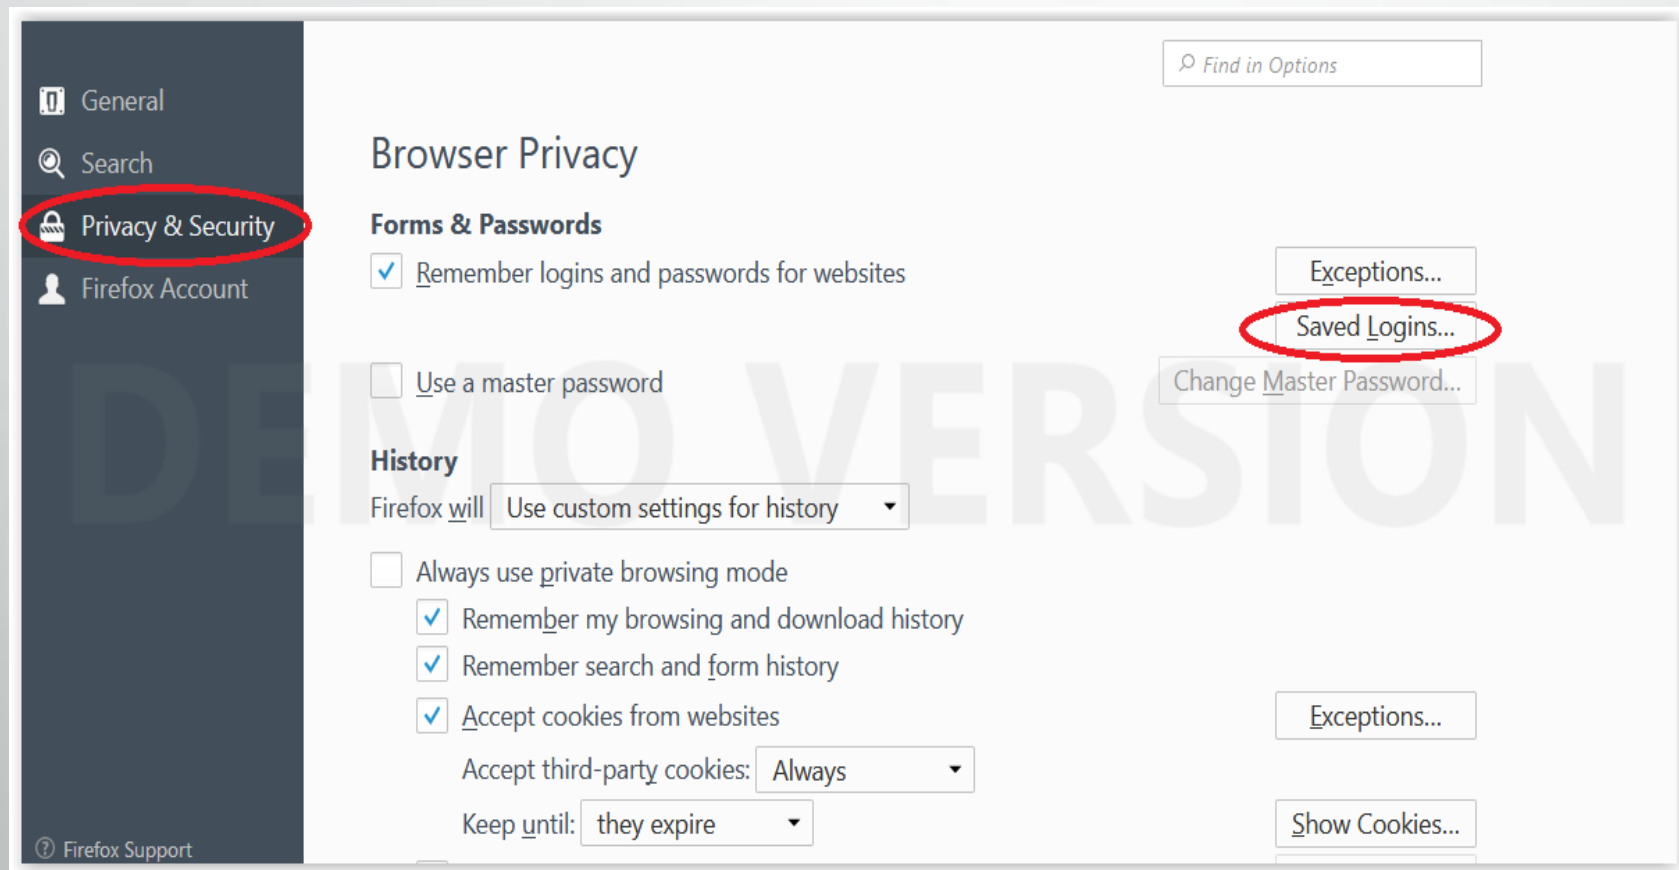 Find in Options
General
Search
Privacy & Security
Firefox Account
Browser Privacy
Forms & Passwords
Remember logins and passwords for websites
Exceptions...
Saved Logins...
Use a master password
Change Master Password...
DEMO VERSION
History
Firefox will Use custom settings for history
Always use private browsing mode
Remember my browsing and download history
Remember search and form history
Accept cookies from websites
Exceptions...
Accept third-party cookies: Always
Keep until: they expire
Show Cookies...
Firefox Support